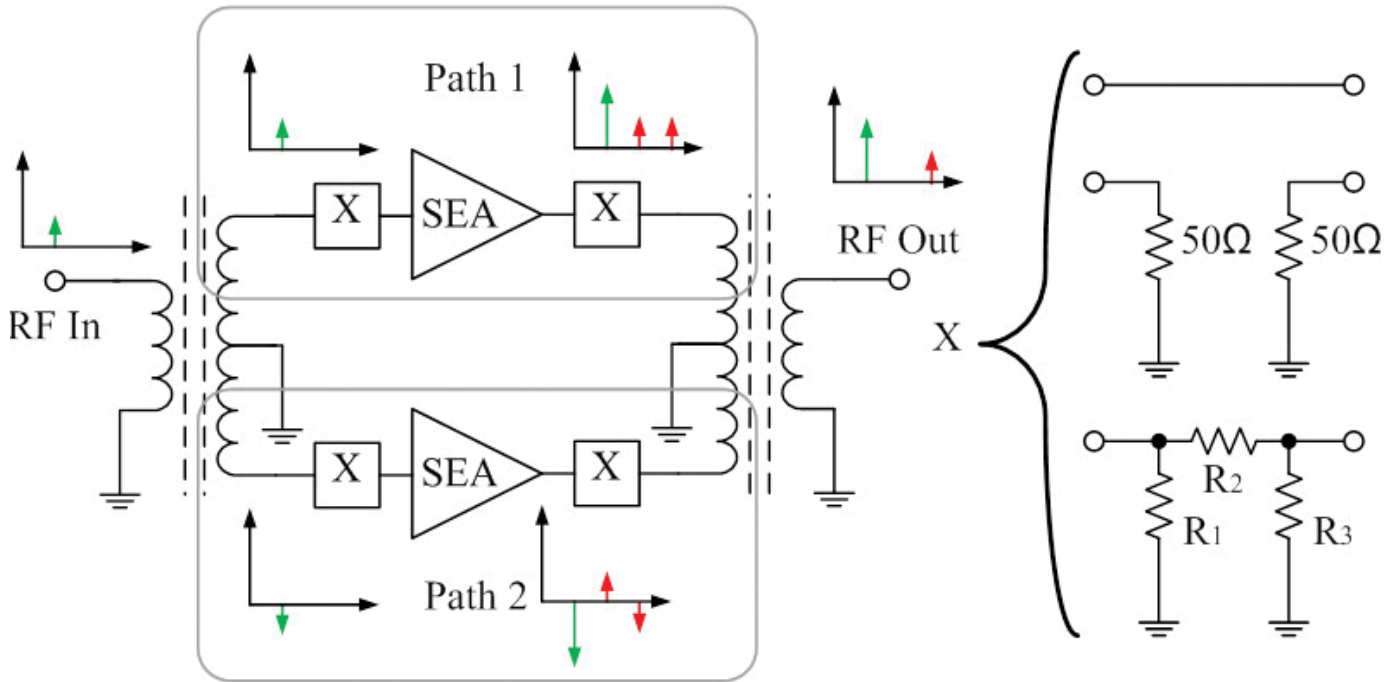 Path 1
X
SEA
X
RF In
RF Out
X
SEA
X
Path 2
X
50Ω
50Ω
R2
R1
R3